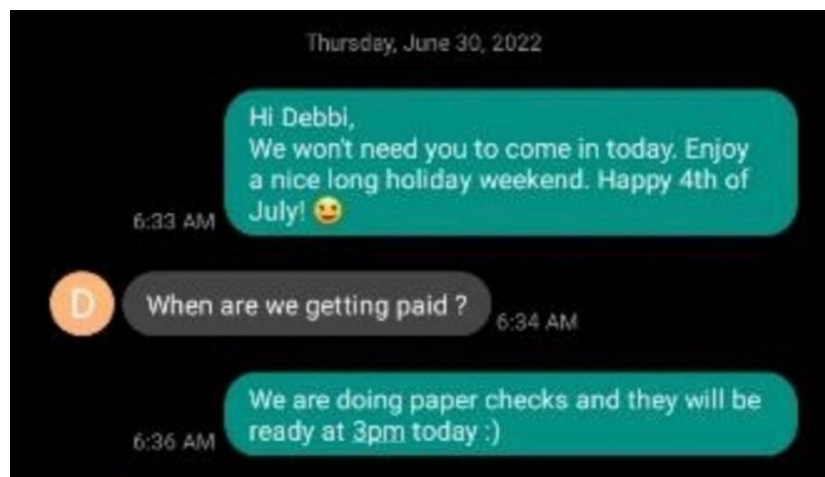 Thursday, June 30, 2022
Hi Debbi,
We won't need you to come in today. Enjoy
a nice long holiday weekend. Happy 4th of
July! 😃
6:33 AM
D
When are we getting paid ?
6:34 AM
We are doing paper checks and they will be
ready at 3pm today :)
6:36 AM